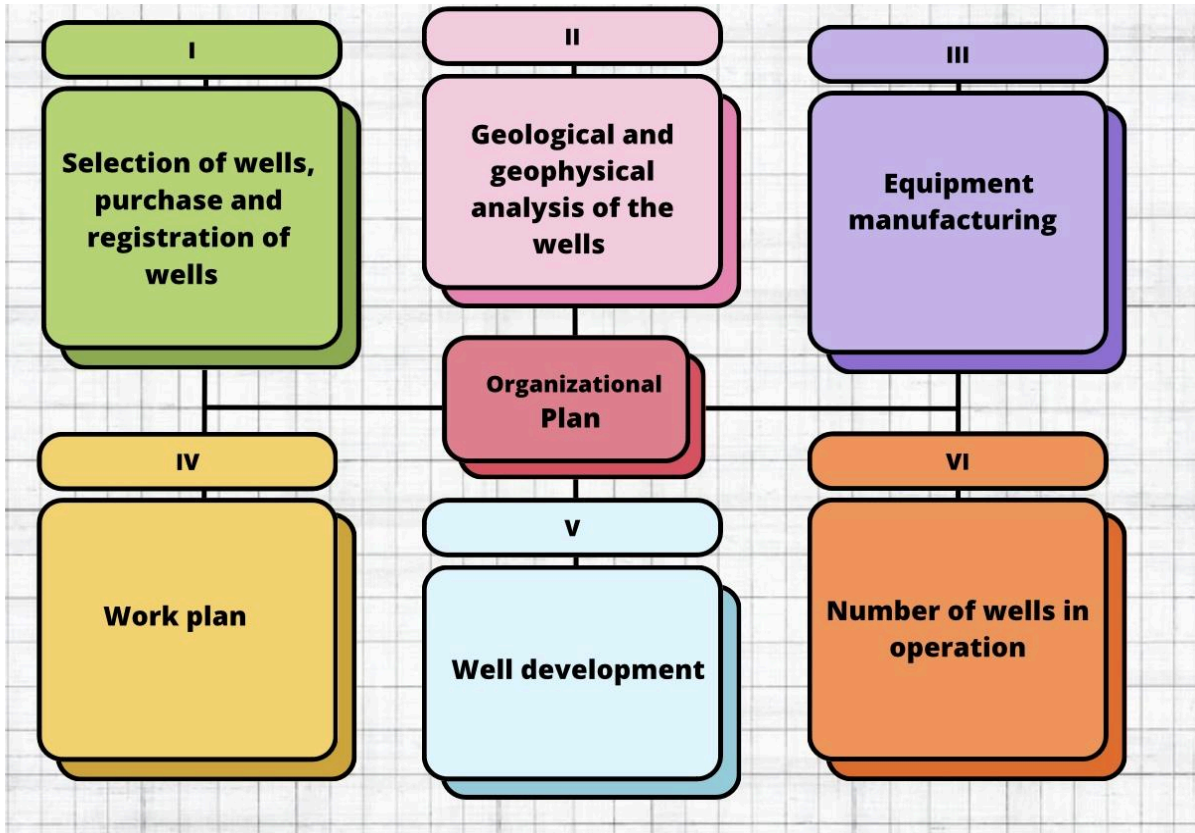 I
Selection of wells,
purchase and
registration of
wells
II
Geological and
geophysical
analysis of the
wells
III
Equipment
manufacturing
Organizational
Plan
IV
Work plan
V
Well development
VI
Number of wells in
operation